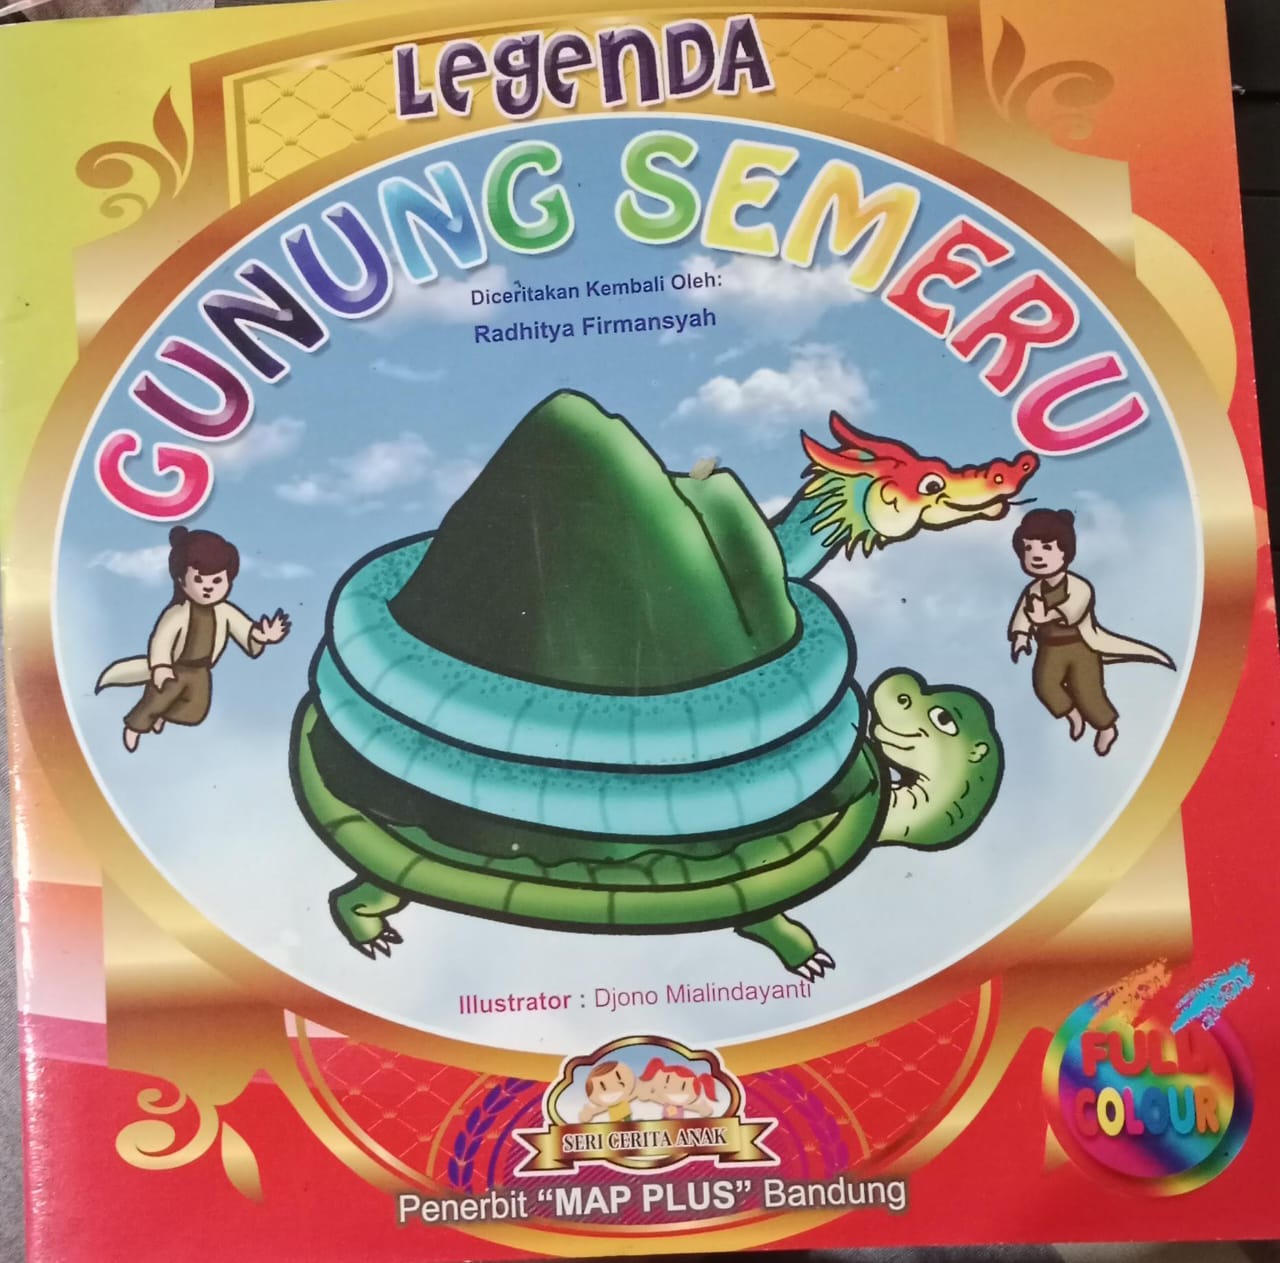 LegenDA
GUNUNG SEMERU
Diceritakan Kembali Oleh:
Radhitya Firmansyah
Illustrator : Djono Mialindayanti
SERI CERITA ANAK
Penerbit “MAP PLUS” Bandung
FULL
COLOUR